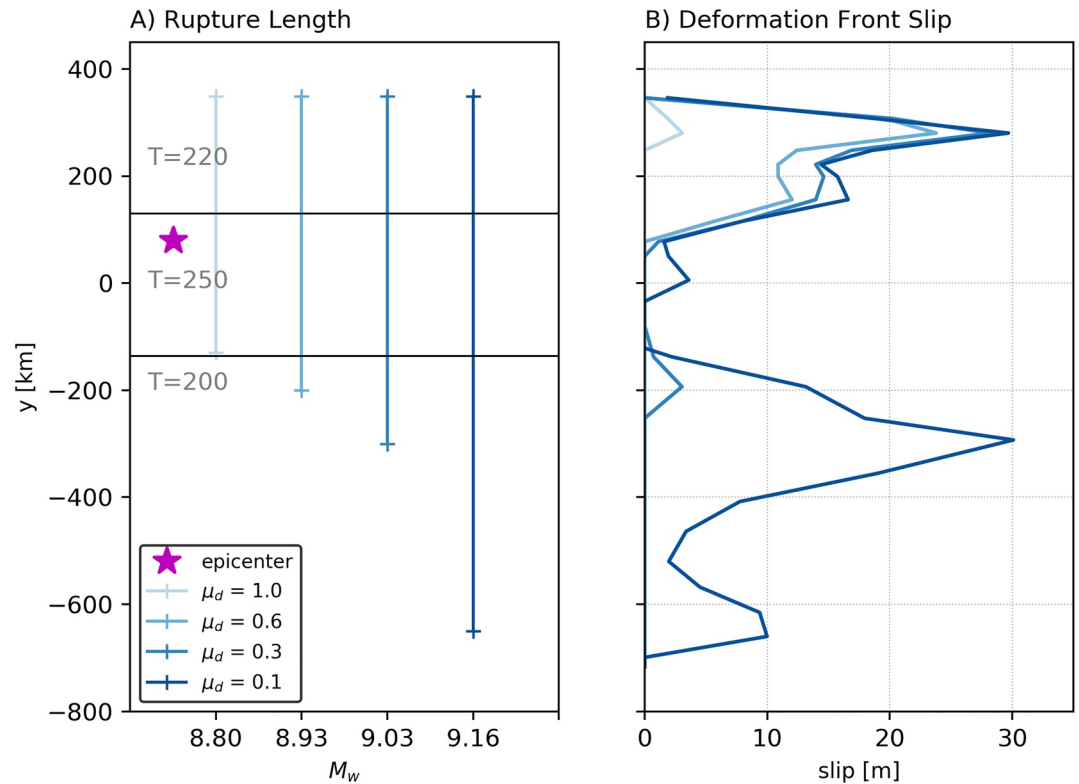 A) Rupture Length
B) Deformation Front Slip
y [km]
400
200
0
−200
−400
−600
−800
T=220
T=250
T=200
epicenter
μd = 1.0
μd = 0.6
μd = 0.3
μd = 0.1
8.80 8.93 9.03 9.16
Mw
0 10 20 30
slip [m]